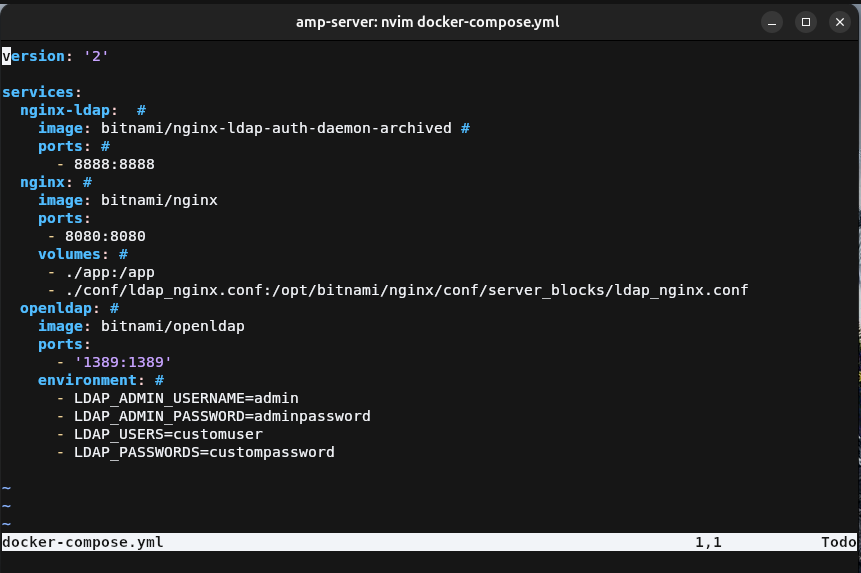 amp-server: nvim docker-compose.yml
version: '2'
services:
nginx-ldap:  #
image: bitnami/nginx-ldap-auth-daemon-archived #
ports: #
- 8888:8888
nginx: #
image: bitnami/nginx
ports:
- 8080:8080
volumes: #
- ./app:/app
- ./conf/ldap_nginx.conf:/opt/bitnami/nginx/conf/server_blocks/ldap_nginx.conf
openldap: #
image: bitnami/openldap
ports:
- '1389:1389'
environment: #
- LDAP_ADMIN_USERNAME=admin
- LDAP_ADMIN_PASSWORD=adminpassword
- LDAP_USERS=customuser
- LDAP_PASSWORDS=custompassword
~
~
~
docker-compose.yml 1,1 Todo